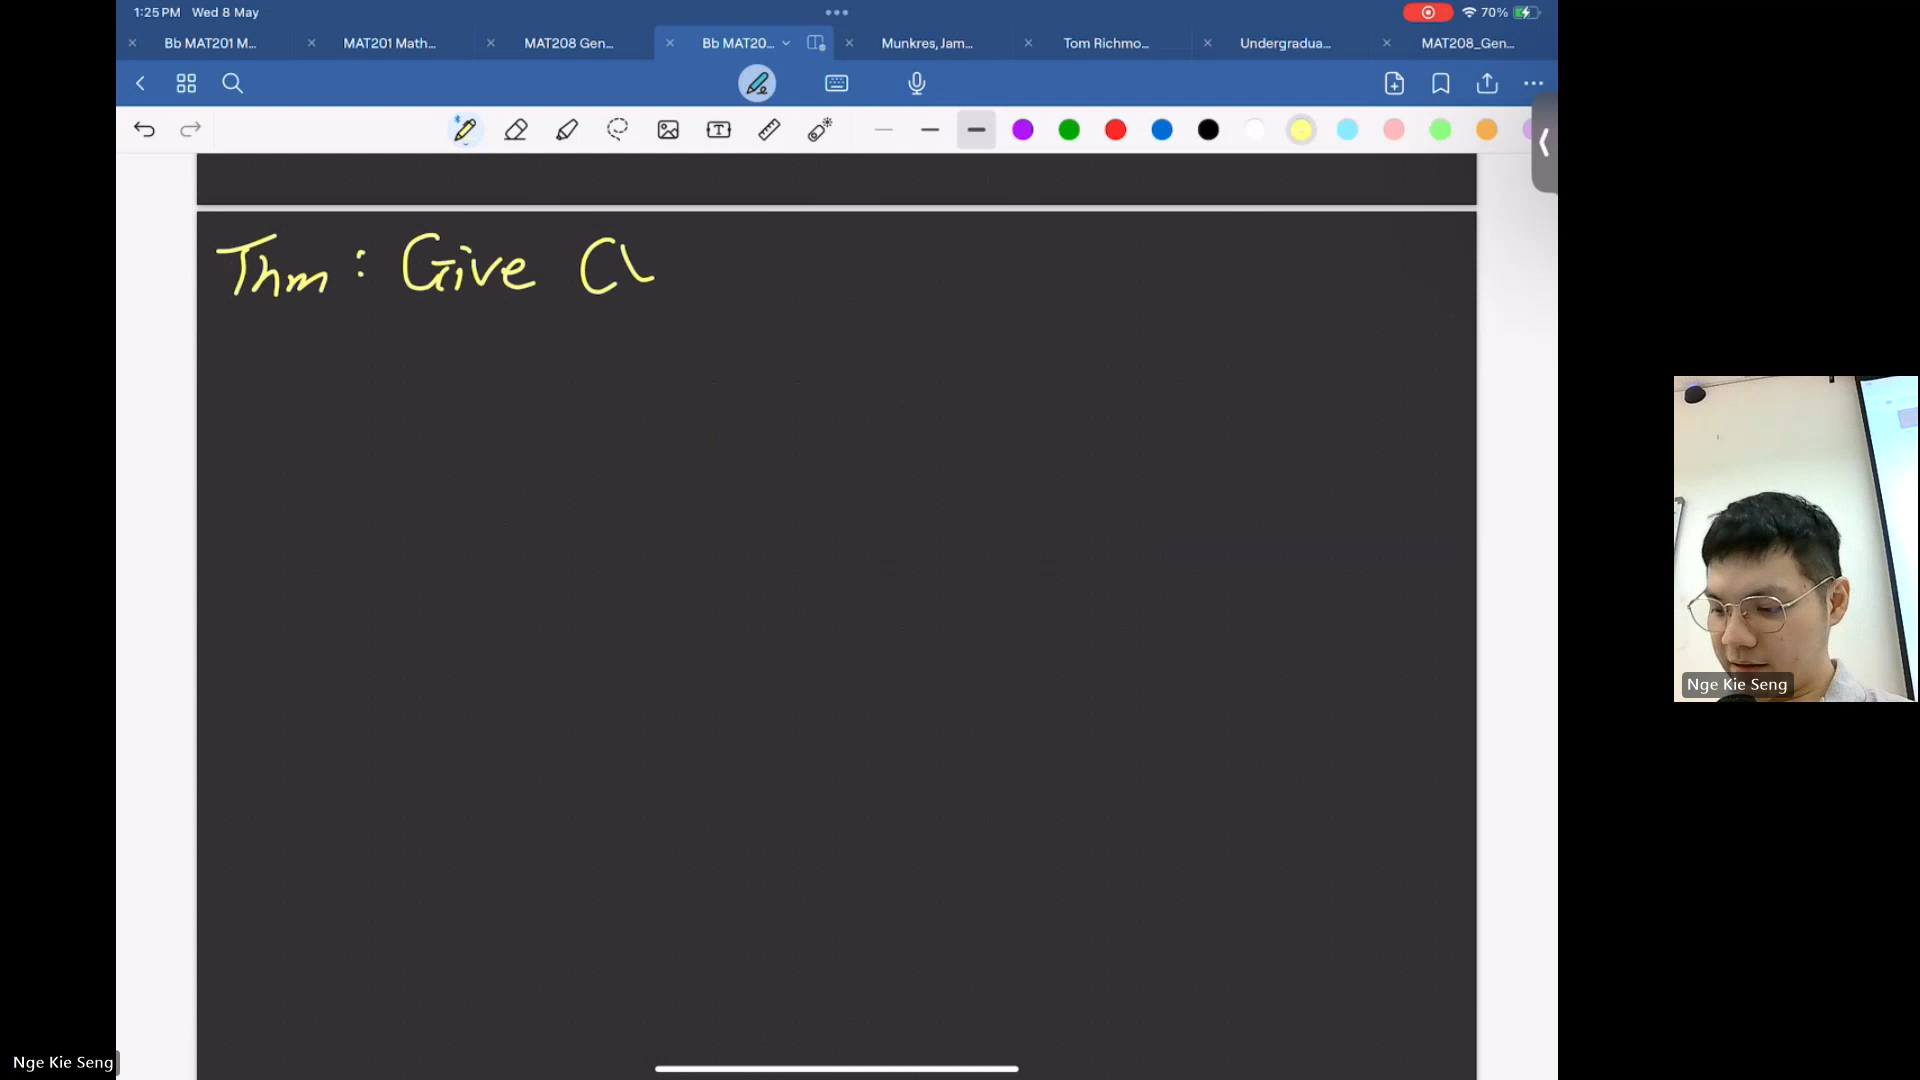 1:25 PM Wed 8 May
70%
Bb MAT201 M...
MAT201 Math...
MAT208 Gen...
Bb MAT20...
Munkres, Jam...
Tom Richmo...
Undergradua...
MAT208_Gen...
Thm : Give
Nge Kie Seng
Nge Kie Seng